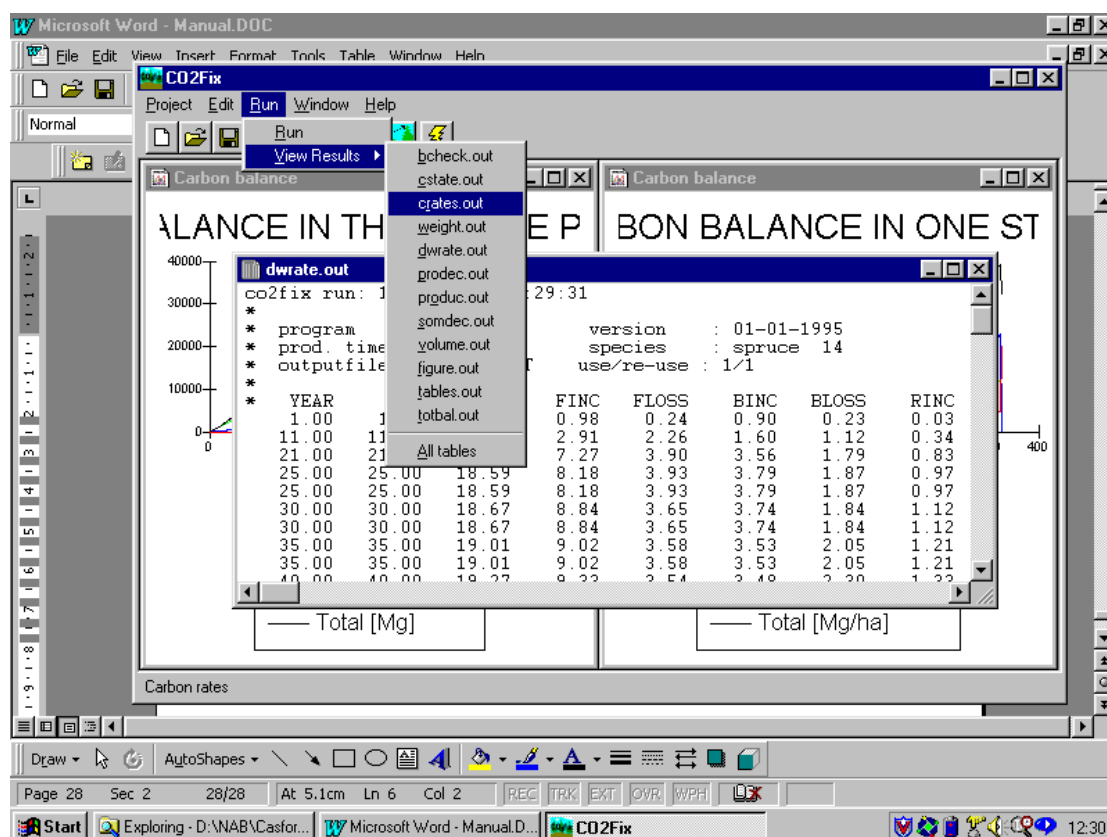 Microsoft Word - Manual.DOC
File Edit View Insert Format Tools Table Window Help
Normal
CO2Fix
Project Edit Run Window Help
Run
View Results
bcheck.out
cstate.out
crates.out
weight.out
dwrate.out
prodec.out
produc.out
somdec.out
volume.out
figure.out
tables.out
totbal.out
All tables
Carbon balance
ALANCE IN TH E P
40000
30000
20000
10000
0
0
Total [Mg]
Carbon balance
BON BALANCE IN ONE ST
400
Total [Mg/ha]
dwrate.out
co2fix run: 1 :29:31
*
* program version : 01-01-1995
* prod. time species : spruce 14
* outputfile T use/re-use : 1/1
*
* YEAR FINC FLOSS BINC BLOSS RINC
1.00 1 0.98 0.24 0.90 0.23 0.03
11.00 11 2.91 2.26 1.60 1.12 0.34
21.00 21 7.27 3.90 3.56 1.79 0.83
25.00 25.00 18.59 8.18 3.93 3.79 1.87 0.97
25.00 25.00 18.59 8.18 3.93 3.79 1.87 0.97
30.00 30.00 18.67 8.84 3.65 3.74 1.84 1.12
30.00 30.00 18.67 8.84 3.65 3.74 1.84 1.12
35.00 35.00 19.01 9.02 3.58 3.53 2.05 1.21
35.00 35.00 19.01 9.02 3.58 3.53 2.05 1.21
40.00 40.00 19.27 9.33 3.54 3.48 2.30
Carbon rates
Draw AutoShapes
Page 28 Sec 2 28/28 At 5.1cm Ln 6 Col 2 REC TRK EXT OVR WPH
Start Exploring - D:\NAB\Casfor... Microsoft Word - Manual.D... CO2Fix 12:30